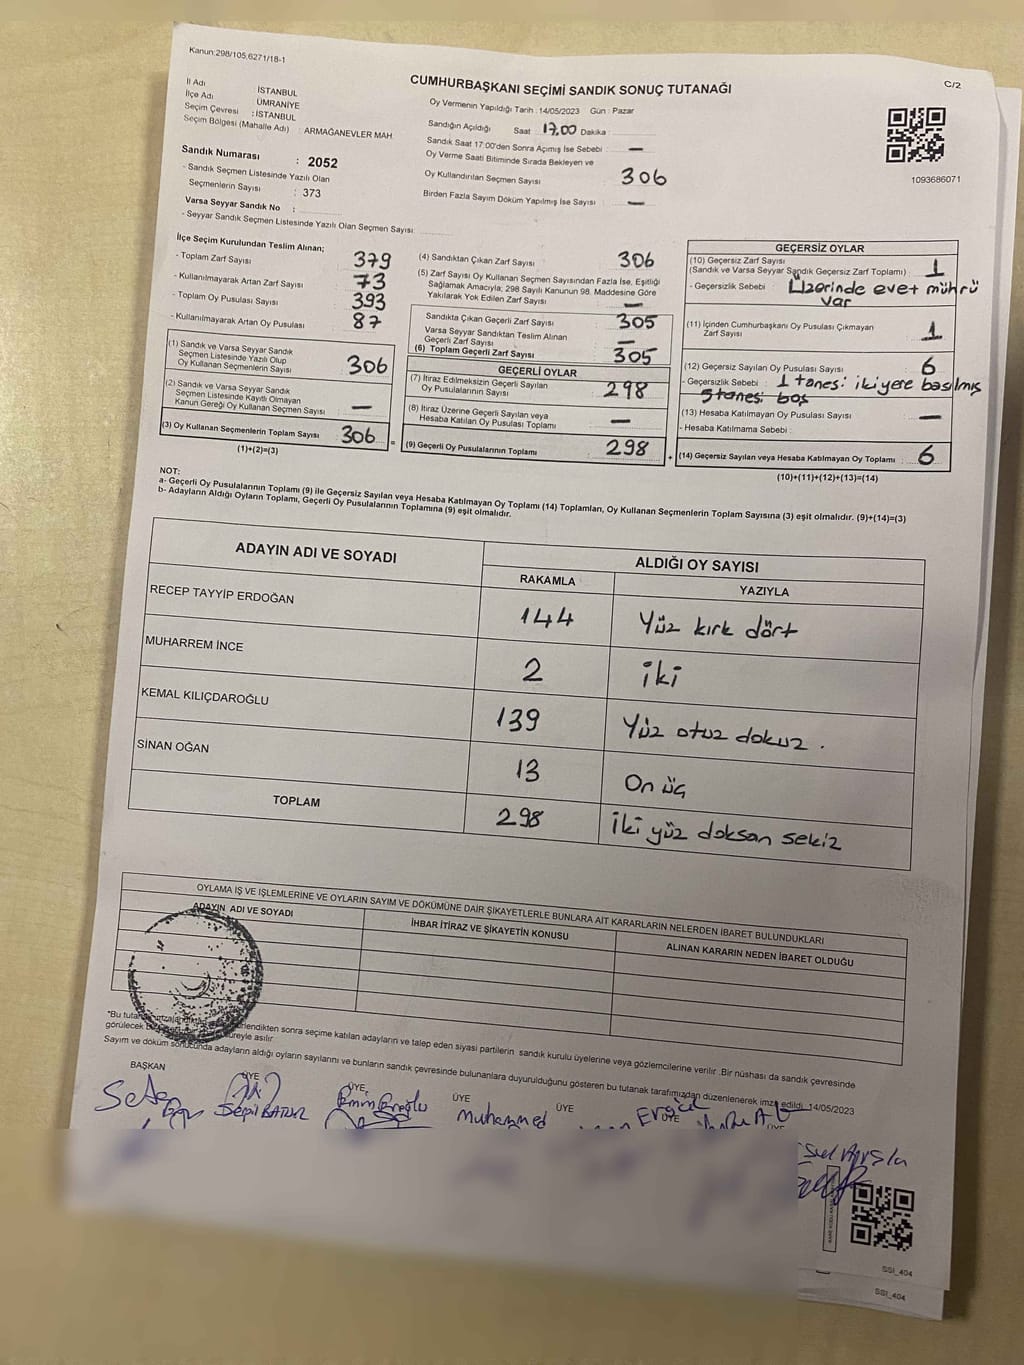 Kanun:298/105,6271/18-1
C/2
CUMHURBAŞKANI SEÇİMİ SANDIK SONUÇ TUTANAĞI
İl Adı İSTANBUL
İlçe Adı ÜMRANİYE
Seçim Çevresi : İSTANBUL
Seçim Bölgesi (Mahalle Adı) : ARMAĞANEVLER MAH
Oy Vermenin Yapıldığı Tarih : 14/05/2023 Gün : Pazar
Sandığın Açıldığı Saat 17,00 Dakika :
Sandık Saat 17:00'den Sonra Açımış İse Sebebi : —
Oy Verme Saati Bitiminde Sırada Bekleyen ve
Oy Kullandırılan Seçmen Sayısı 306
Birden Fazla Sayım Döküm Yapılmış İse Sayısı : —
1093686071
Sandık Numarası : 2052
- Sandık Seçmen Listesinde Yazılı Olan
Seçmenlerin Sayısı : 373
Varsa Seyyar Sandık No :
- Seyyar Sandık Seçmen Listesinde Yazılı Olan Seçmen Sayısı:
İlçe Seçim Kurulundan Teslim Alınan;
- Toplam Zarf Sayısı 379
- Kullanılmayarak Artan Zarf Sayısı 73
- Toplam Oy Pusulası Sayısı 393
- Kullanılmayarak Artan Oy Pusulası 87
(1) Sandık ve Varsa Seyyar Sandık
Seçmen Listesinde Yazılı Olup
Oy Kullanan Seçmenlerin Sayısı 306
(2) Sandık ve Varsa Seyyar Sandık
Seçmen Listesinde Kayıtlı Olmayan
Kanun Gereği Oy Kullanan Seçmen Sayısı —
(3) Oy Kullanan Seçmenlerin Toplam Sayısı 306 =
(1)+(2)=(3)
(4) Sandıktan Çıkan Zarf Sayısı 306
(5) Zarf Sayısı Oy Kullanan Seçmen Sayısından Fazla İse, Eşitliği
Sağlamak Amacıyla; 298 Sayılı Kanunun 98. Maddesine Göre
Yakılarak Yok Edilen Zarf Sayısı —
Sandıkta Çıkan Geçerli Zarf Sayısı 305
Varsa Seyyar Sandıktan Teslim Alınan
Geçerli Zarf Sayısı —
(6) Toplam Geçerli Zarf Sayısı 305
GEÇERLİ OYLAR
(7) İtiraz Edilmeksizin Geçerli Sayılan
Oy Pusulalarının Sayısı 298
(8) İtiraz Üzerine Geçerli Sayılan veya
Hesaba Katılan Oy Pusulası Toplamı —
(9) Geçerli Oy Pusulalarının Toplamı 298 +
GEÇERSİZ OYLAR
(10) Geçersiz Zarf Sayısı
(Sandık ve Varsa Seyyar Sandık Geçersiz Zarf Toplamı) 1
- Geçersizlik Sebebi : Üzerinde evet mührü
var
(11) İçinden Cumhurbaşkanı Oy Pusulası Çıkmayan
Zarf Sayısı 1
(12) Geçersiz Sayılan Oy Pusulası Sayısı 6
- Geçersizlik Sebebi : 1 tanesi iki yere basılmış
5 tanesi boş
(13) Hesaba Katılmayan Oy Pusulası Sayısı —
- Hesaba Katılmama Sebebi :
(14) Geçersiz Sayılan veya Hesaba Katılmayan Oy Toplamı : 6
(10)+(11)+(12)+(13)=(14)
NOT:
a- Geçerli Oy Pusulalarının Toplamı (9) ile Geçersiz Sayılan veya Hesaba Katılmayan Oy Toplamı (14) Toplamları, Oy Kullanan Seçmenlerin Toplam Sayısına (3) eşit olmalıdır. (9)+(14)=(3)
b- Adayların Aldığı Oyların Toplamı, Geçerli Oy Pusulalarının Toplamına (9) eşit olmalıdır.
ADAYIN ADI VE SOYADI ALDIĞI OY SAYISI
RAKAMLA YAZIYLA
RECEP TAYYİP ERDOĞAN 144 Yüz kırk dört
MUHARREM İNCE 2 iki
KEMAL KILIÇDAROĞLU 139 Yüz otuz dokuz .
SİNAN OĞAN 13 On üç
TOPLAM 298 İki yüz doksan sekiz
OYLAMA İŞ VE İŞLEMLERİNE VE OYLARIN SAYIM VE DÖKÜMÜNE DAİR ŞİKAYETLERLE BUNLARA AİT KARARLARIN NELERDEN İBARET BULUNDUKLARI
ADAYIN ADI VE SOYADI İHBAR İTİRAZ VE ŞİKAYETİN KONUSU ALINAN KARARIN NEDEN İBARET OLDUĞU
*Bu sonra seçime katılan adayların ve talep eden siyasi partilerin sandık kurulu üyelerine veya gözlemcilerine verilir .Bir nüshası da sandık çevresinde
görülecek süreyle asılır
Sayım ve döküm sonucunda adayların aldığı oyların sayılarını ve bunların sandık çevresinde bulunanlara duyurulduğunu gösteren bu tutanak tarafımızdan düzenlenerek imza edildi. 14/05/2023
BAŞKAN ÜYE ÜYE ÜYE ÜYE ÜYE
Muhammed
SSI_404
SSI_404